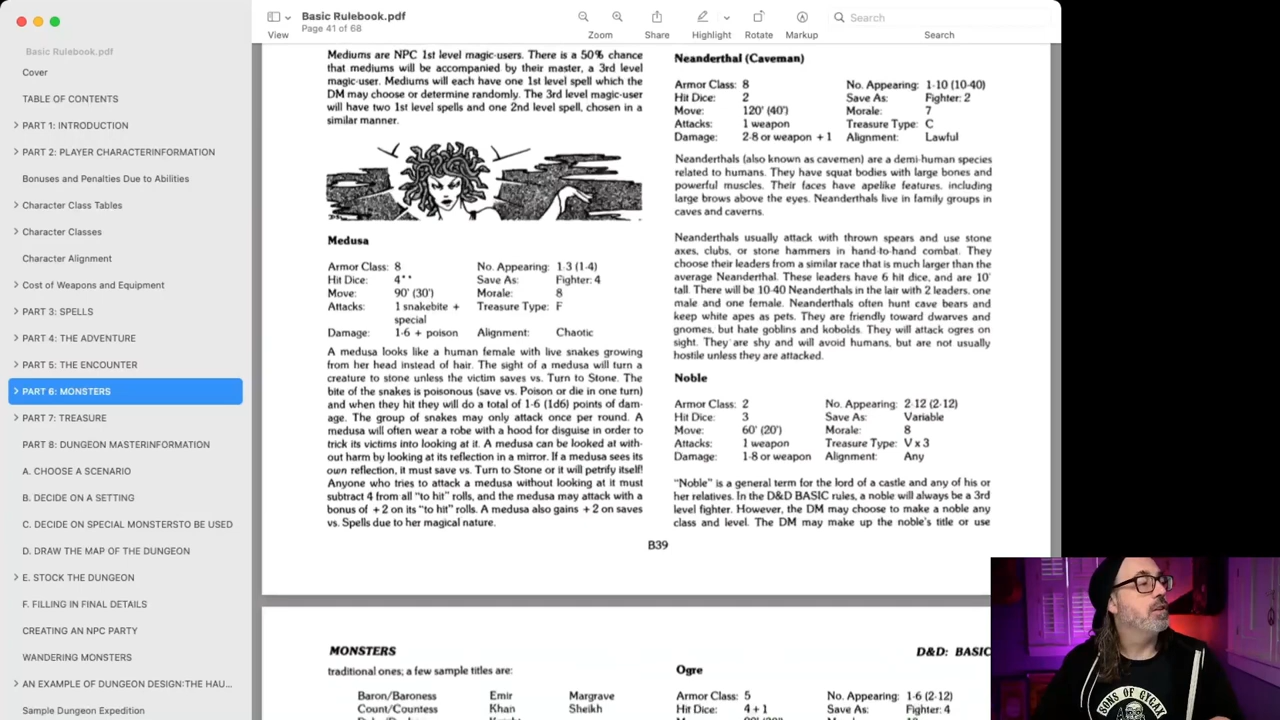 Basic Rulebook.pdf
Page 41 of 68
View
Zoom
Share
Highlight
Rotate
Markup
Search
Search
Basic Rulebook.pdf
Cover
TABLE OF CONTENTS
PART 1: INTRODUCTION
PART 2: PLAYER CHARACTERINFORMATION
Bonuses and Penalties Due to Abilities
Character Class Tables
Character Classes
Character Alignment
Cost of Weapons and Equipment
PART 3: SPELLS
PART 4: THE ADVENTURE
PART 5: THE ENCOUNTER
PART 6: MONSTERS
PART 7: TREASURE
PART 8: DUNGEON MASTERINFORMATION
A. CHOOSE A SCENARIO
B. DECIDE ON A SETTING
C. DECIDE ON SPECIAL MONSTERSTO BE USED
D. DRAW THE MAP OF THE DUNGEON
E. STOCK THE DUNGEON
F. FILLING IN FINAL DETAILS
CREATING AN NPC PARTY
WANDERING MONSTERS
AN EXAMPLE OF DUNGEON DESIGN:THE HAU...
Sample Dungeon Expedition
Mediums are NPC 1st level magic-users. There is a 50% chance
that mediums will be accompanied by their master, a 3rd level
magic-user. Mediums will each have one 1st level spell which the
DM may choose or determine randomly. The 3rd level magic-user
will have two 1st level spells and one 2nd level spell, chosen in a
similar manner.
Medusa
Armor Class: 8 No. Appearing: 1-3 (1-4)
Hit Dice: 4** Save As: Fighter: 4
Move: 90' (30') Morale: 8
Attacks: 1 snakebite + Treasure Type: F
special
Damage: 1-6 + poison Alignment: Chaotic
A medusa looks like a human female with live snakes growing
from her head instead of hair. The sight of a medusa will turn a
creature to stone unless the victim saves vs. Turn to Stone. The
bite of the snakes is poisonous (save vs. Poison or die in one turn)
and when they hit they will do a total of 1-6 (1d6) points of dam-
age. The group of snakes may only attack once per round. A
medusa will often wear a robe with a hood for disguise in order to
trick its victims into looking at it. A medusa can be looked at with-
out harm by looking at its reflection in a mirror. If a medusa sees its
own reflection, it must save vs. Turn to Stone or it will petrify itself!
Anyone who tries to attack a medusa without looking at it must
subtract 4 from all "to hit" rolls, and the medusa may attack with a
bonus of +2 on its "to hit" rolls. A medusa also gains +2 on saves
vs. Spells due to her magical nature.
Neanderthal (Caveman)
Armor Class: 8 No. Appearing: 1-10 (10-40)
Hit Dice: 2 Save As: Fighter: 2
Move: 120' (40') Morale: 7
Attacks: 1 weapon Treasure Type: C
Damage: 2-8 or weapon + 1 Alignment: Lawful
Neanderthals (also known as cavemen) are a demi-human species
related to humans. They have squat bodies with large bones and
powerful muscles. Their faces have apelike features, including
large brows above the eyes. Neanderthals live in family groups in
caves and caverns.
Neanderthals usually attack with thrown spears and use stone
axes, clubs, or stone hammers in hand-to-hand combat. They
choose their leaders from a similar race that is much larger than the
average Neanderthal. These leaders have 6 hit dice, and are 10'
tall. There will be 10-40 Neanderthals in the lair with 2 leaders, one
male and one female. Neanderthals often hunt cave bears and
keep white apes as pets. They are friendly toward dwarves and
gnomes, but hate goblins and kobolds. They will attack ogres on
sight. They are shy and will avoid humans, but are not usually
hostile unless they are attacked.
Noble
Armor Class: 2 No. Appearing: 2-12 (2-12)
Hit Dice: 3 Save As: Variable
Move: 60' (20') Morale: 8
Attacks: 1 weapon Treasure Type: V x 3
Damage: 1-8 or weapon Alignment: Any
"Noble" is a general term for the lord of a castle and any of his or
her relatives. In the D&D BASIC rules, a noble will always be a 3rd
level fighter. However, the DM may choose to make a noble any
class and level. The DM may make up the noble's title or use
B39
MONSTERS
D&D: BASIC
traditional ones; a few sample titles are:
Baron/Baroness Emir Margrave
Count/Countess Khan Sheikh
Ogre
Armor Class: 5 No. Appearing: 1-6 (2-12)
Hit Dice: 4 + 1 Save As: Fighter: 4
SONS OF GYGAX